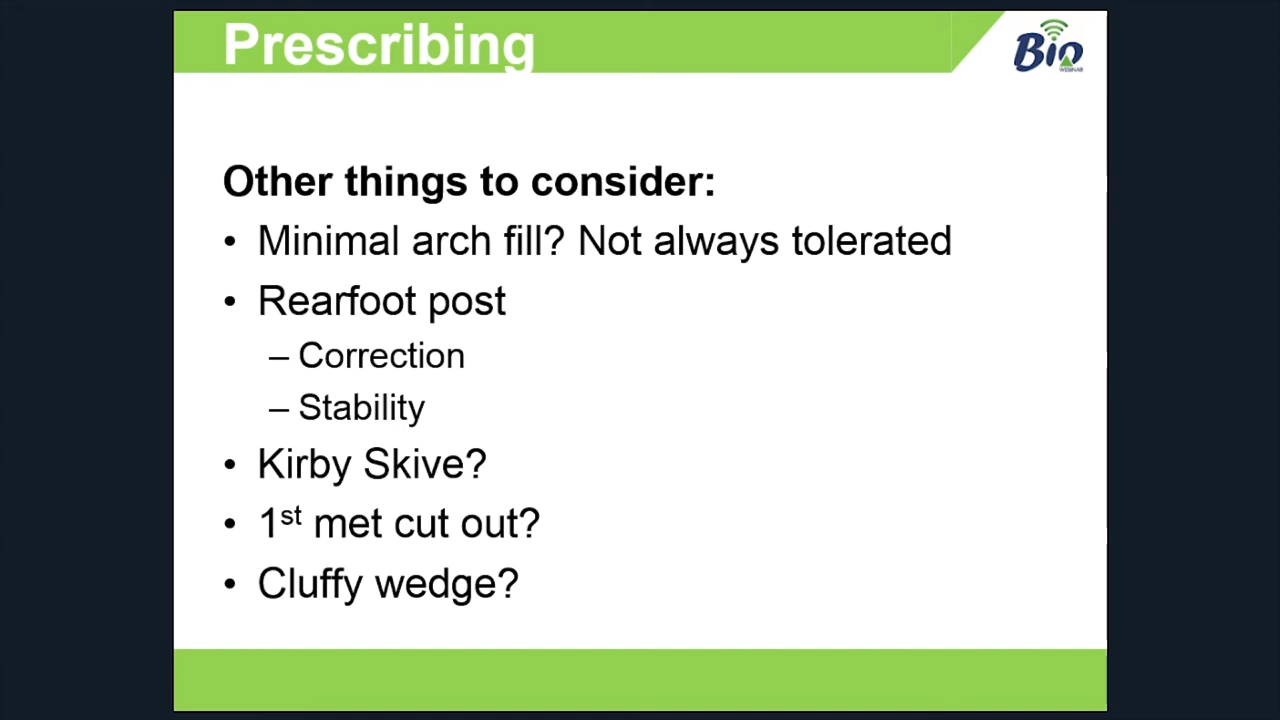 Prescribing
Bio
WEBINAR
Other things to consider:
• Minimal arch fill? Not always tolerated
• Rearfoot post
– Correction
– Stability
• Kirby Skive?
• 1st met cut out?
• Cluffy wedge?